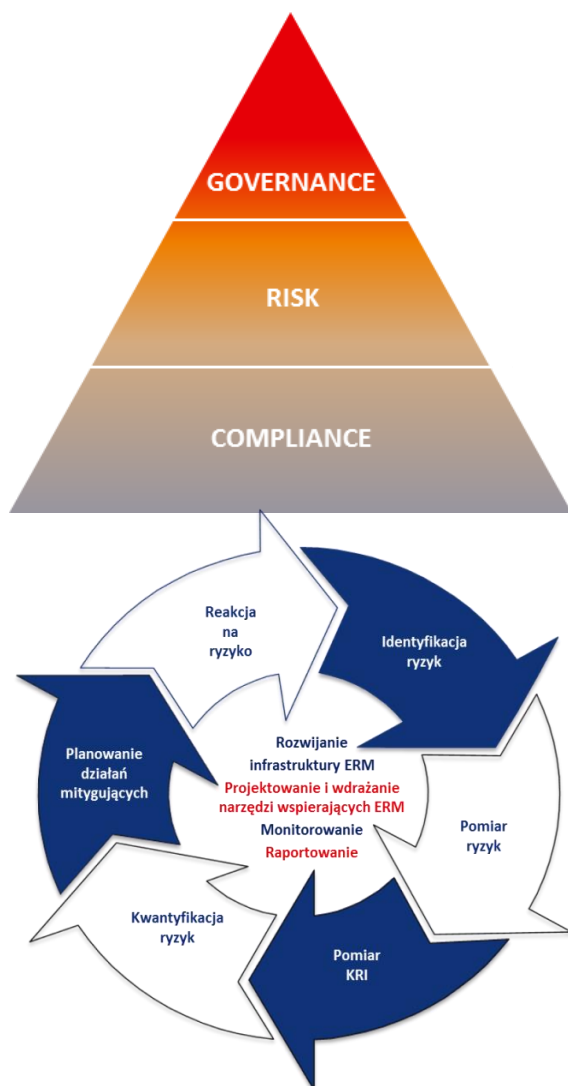 GOVERNANCE
RISK
COMPLIANCE
Reakcja
na
ryzyko
Identyfikacja
ryzyk
Planowanie
działań
mitygujących
Rozwijanie
infrastruktury ERM
Projektowanie i wdrażanie
narzędzi wspierających ERM
Monitorowanie
Raportowanie
Pomiar
ryzyk
Kwantyfikacja
ryzyk
Pomiar
KRI